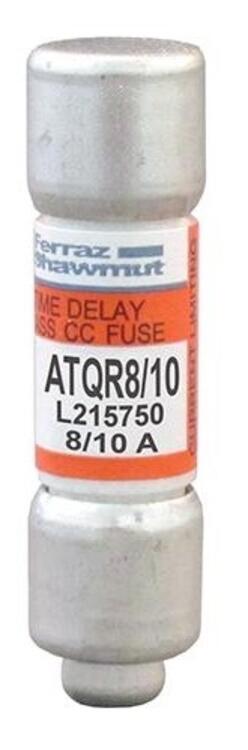 Ferraz
Shawmut
TIME DELAY
CLASS CC FUSE
ATQR8/10
L215750
8/10 A
CURRENT LIMITING